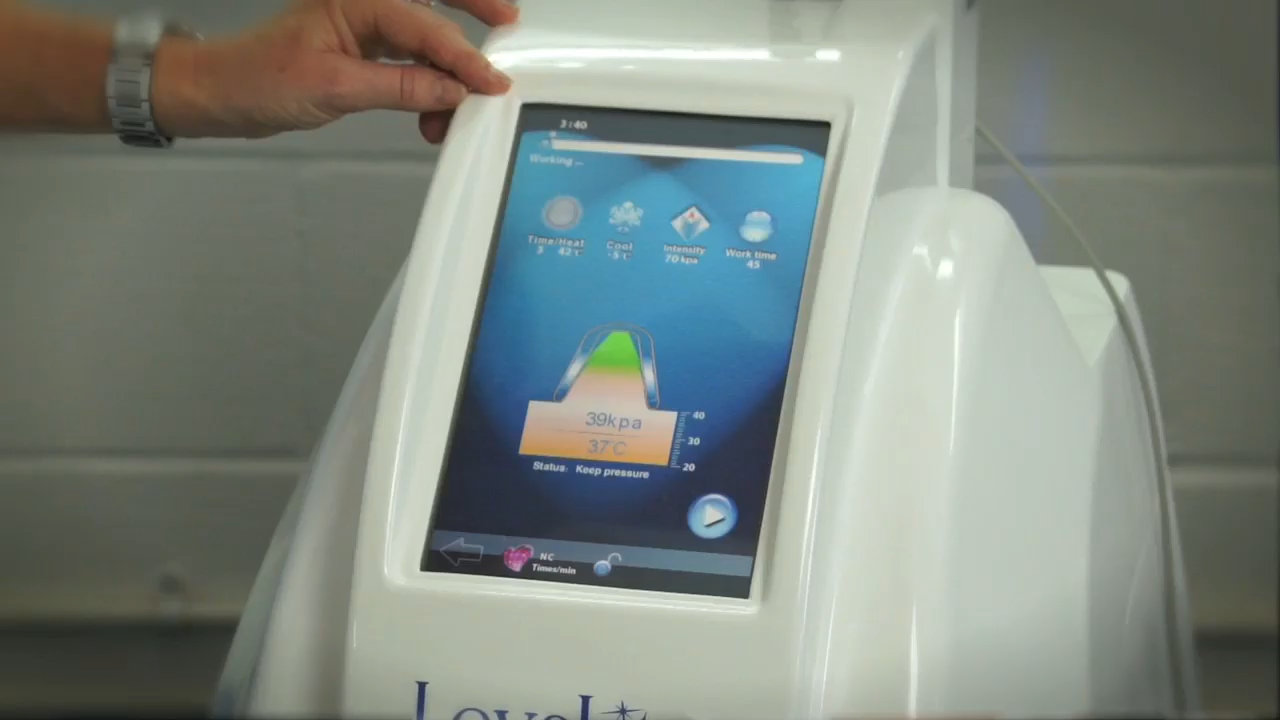 3:40
Working ...
Time/Heat
3 42℃
Cool
-5℃
4
Intensity
70 kpa
Work time
45
39kpa
37℃
40
30
20
Status: Keep pressure
NC
Times/min